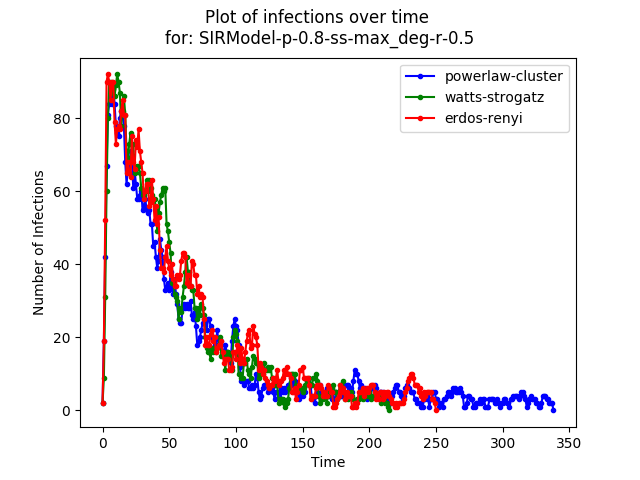 Plot of infections over time
for: SIRModel-p-0.8-ss-max_deg-r-0.5
powerlaw-cluster
watts-strogatz
erdos-renyi
Number of Infections
80
60
40
20
0
0 50 100 150 200 250 300 350
Time